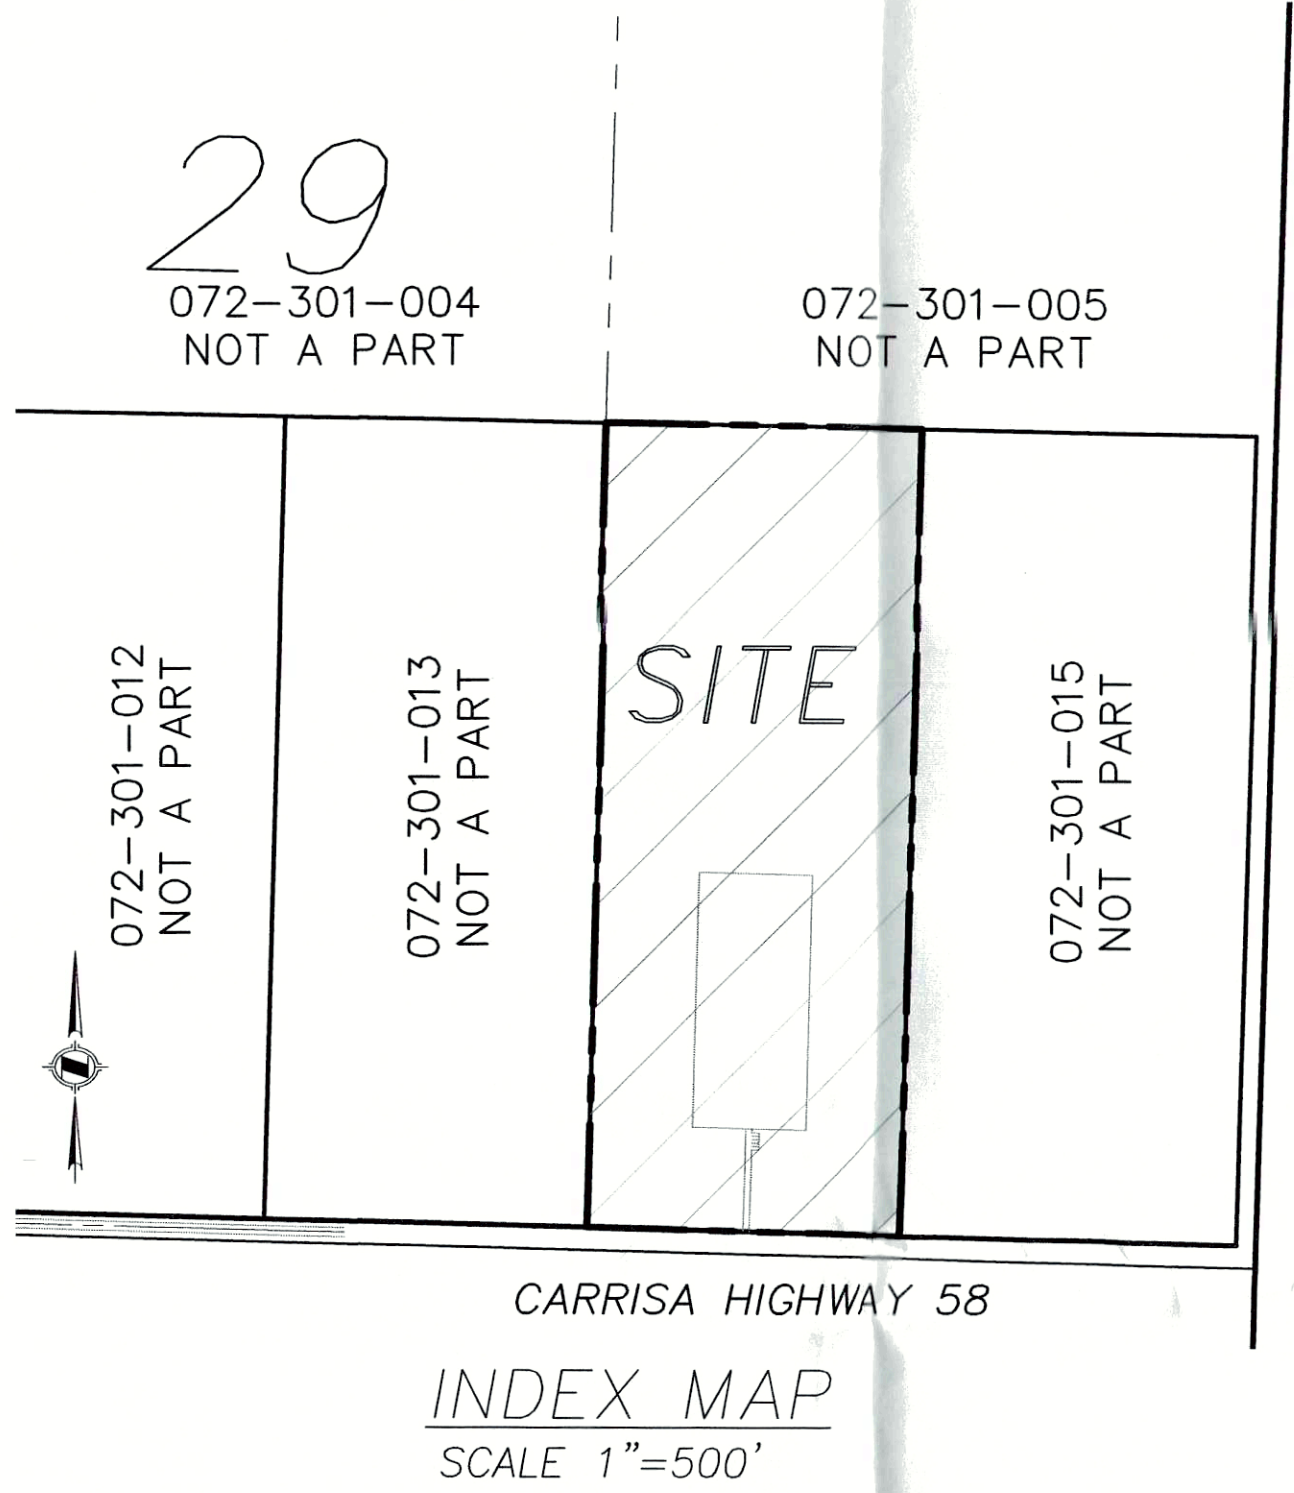 29
072-301-004
NOT A PART
072-301-005
NOT A PART
072-301-012
NOT A PART
072-301-013
NOT A PART
SITE
072-301-015
NOT A PART
CARRISA HIGHWAY 58
INDEX MAP
SCALE 1"=500'